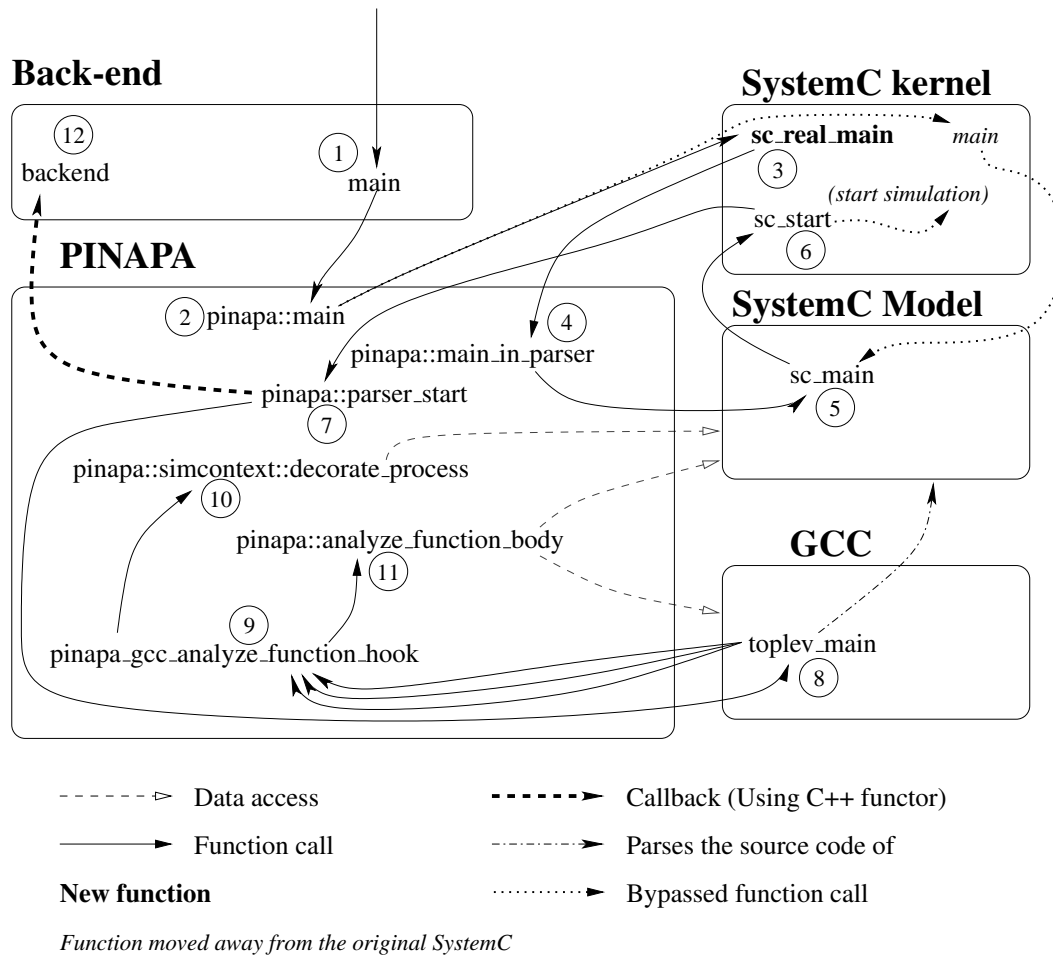 Back-end
SystemC kernel
12
backend
1
main
sc_real_main
main
3
(start simulation)
sc_start
6
PINAPA
2
pinapa::main
4
pinapa::main_in_parser
SystemC Model
sc_main
5
pinapa::parser_start
7
pinapa::simcontext::decorate_process
10
pinapa::analyze_function_body
11
GCC
9
pinapa_gcc_analyze_function_hook
toplev_main
8
Data access
Callback (Using C++ functor)
Function call
Parses the source code of
New function
Bypassed function call
Function moved away from the original SystemC